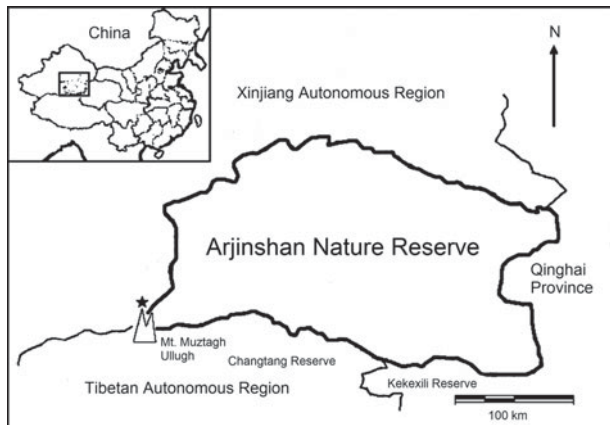 China
N
Xinjiang Autonomous Region
Arjinshan Nature Reserve
Qinghai
Province
Mt. Muztagh
Ullugh
Changtang Reserve
Tibetan Autonomous Region
Kekexili Reserve
100 km